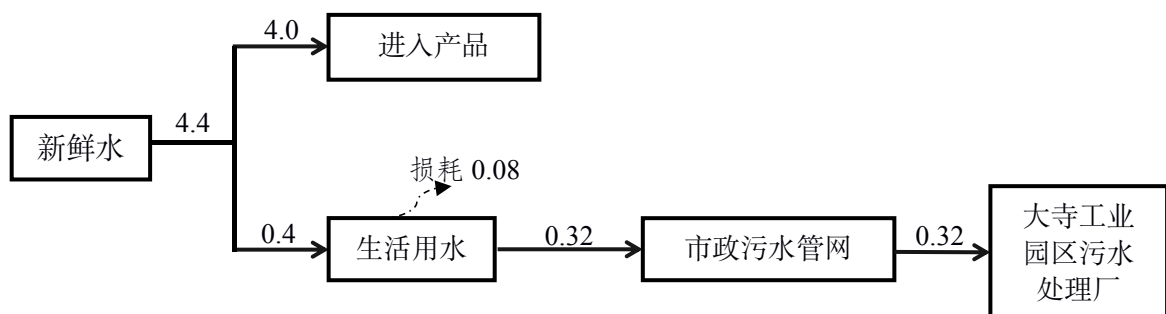 4.0
进入产品
新鲜水
4.4
损耗 0.08
0.4
生活用水
0.32
市政污水管网
0.32
大寺工业
园区污水
处理厂